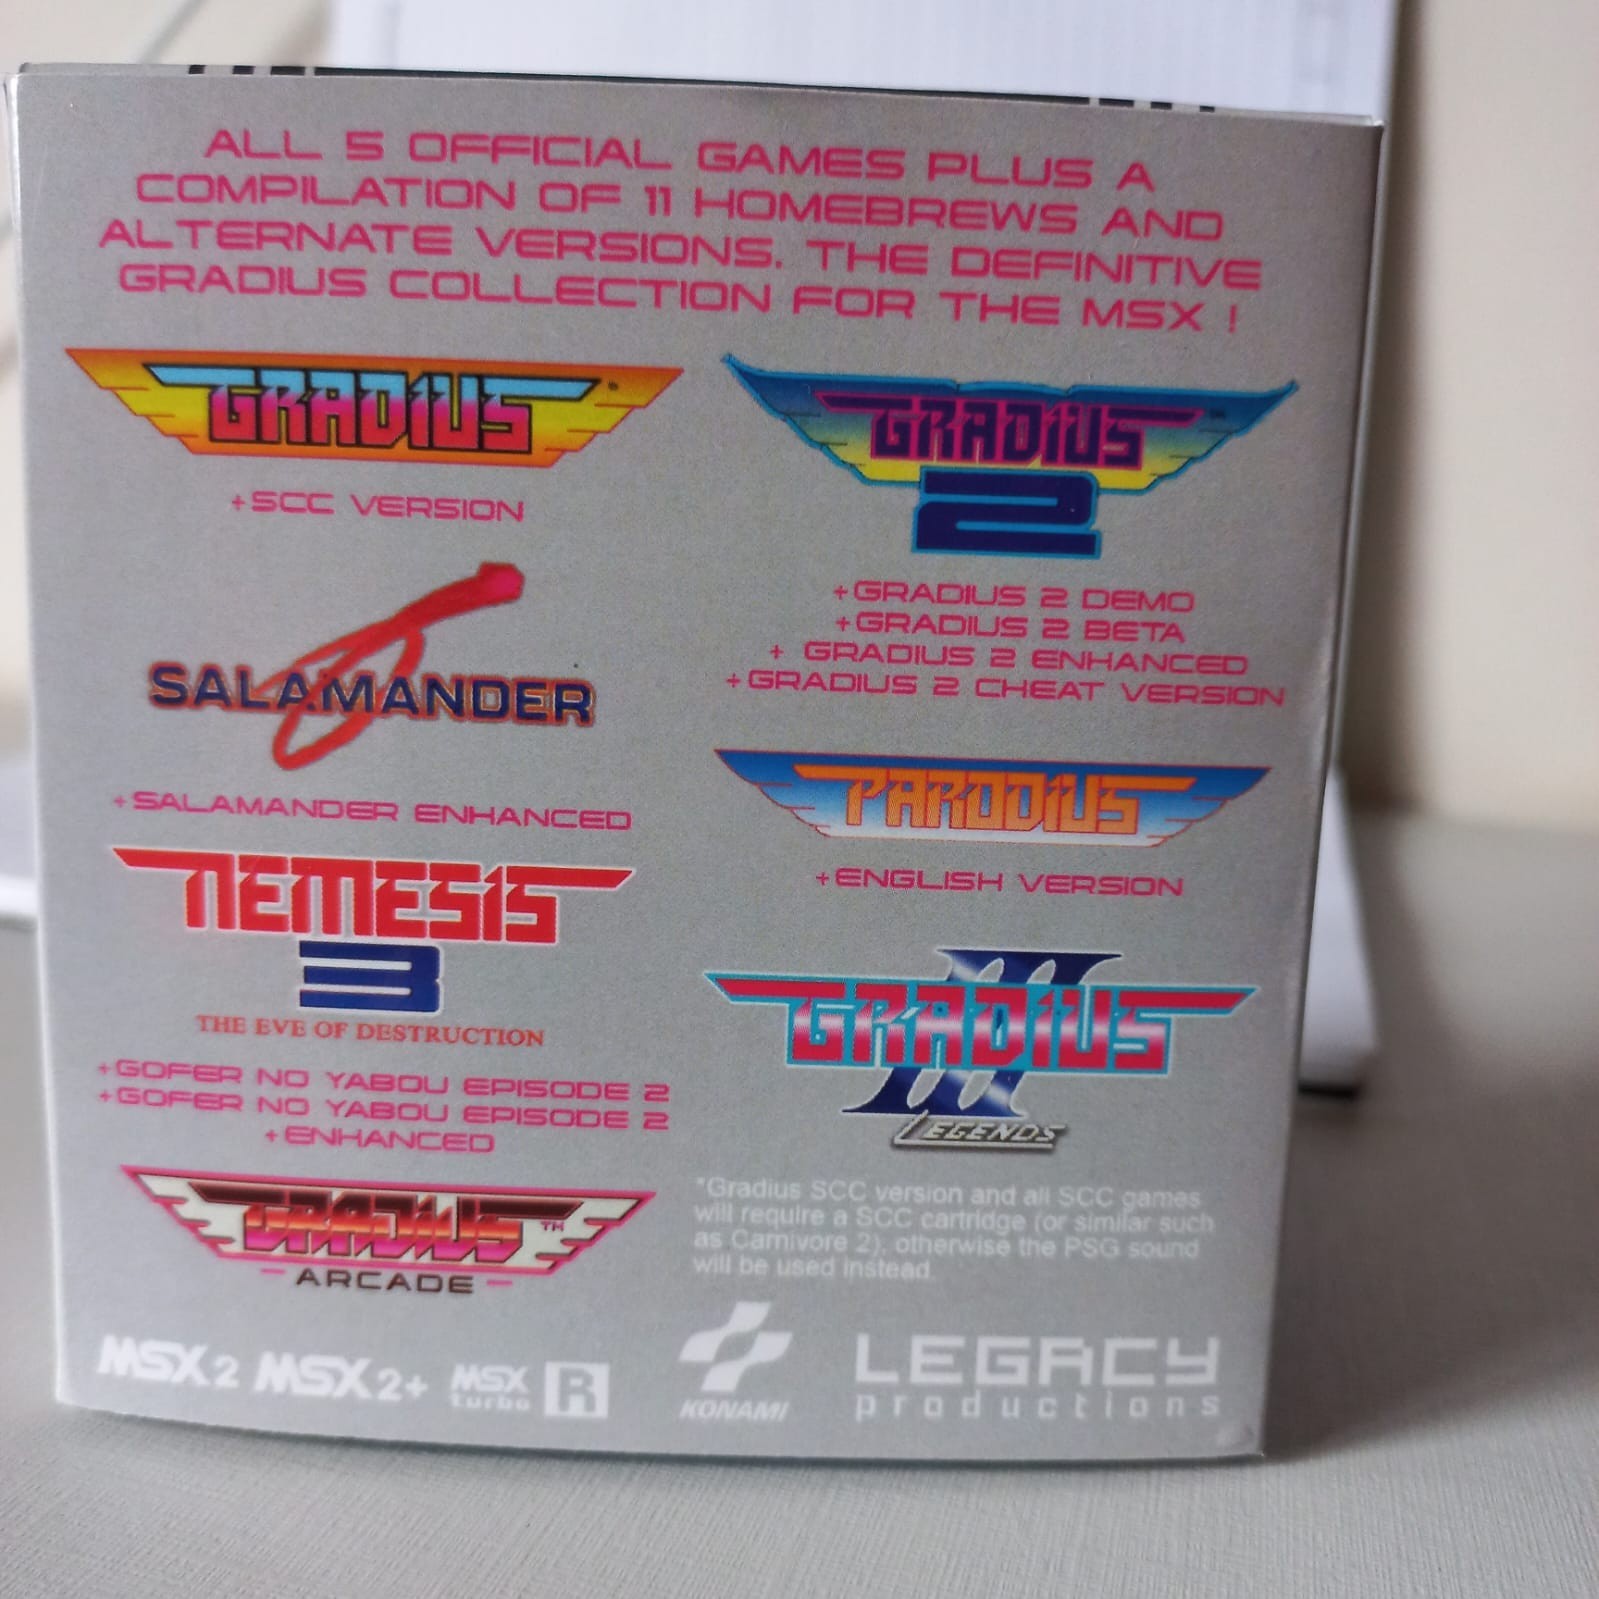 ALL 5 OFFICIAL GAMES PLUS A
COMPILATION OF 11 HOMEBREWS AND
ALTERNATE VERSIONS. THE DEFINITIVE
GRADIUS COLLECTION FOR THE MSX !
GRADIUS
+SCC VERSION
SALAMANDER
+SALAMANDER ENHANCED
NEMESIS
3
THE EVE OF DESTRUCTION
+GOFER NO YABOU EPISODE 2
+GOFER NO YABOU EPISODE 2
+ENHANCED
GRADIUS TM
- ARCADE -
GRADIUS
2
+GRADIUS 2 DEMO
+GRADIUS 2 BETA
+ GRADIUS 2 ENHANCED
+GRADIUS 2 CHEAT VERSION
PARODIUS
+ENGLISH VERSION
GRADIUS III
LEGENDS
*Gradius SCC version and all SCC games
will require a SCC cartridge (or similar such
as Carnivore 2), otherwise the PSG sound
will be used instead.
MSX 2 MSX 2+ MSX turbo R
KONAMI
LEGACY
productions